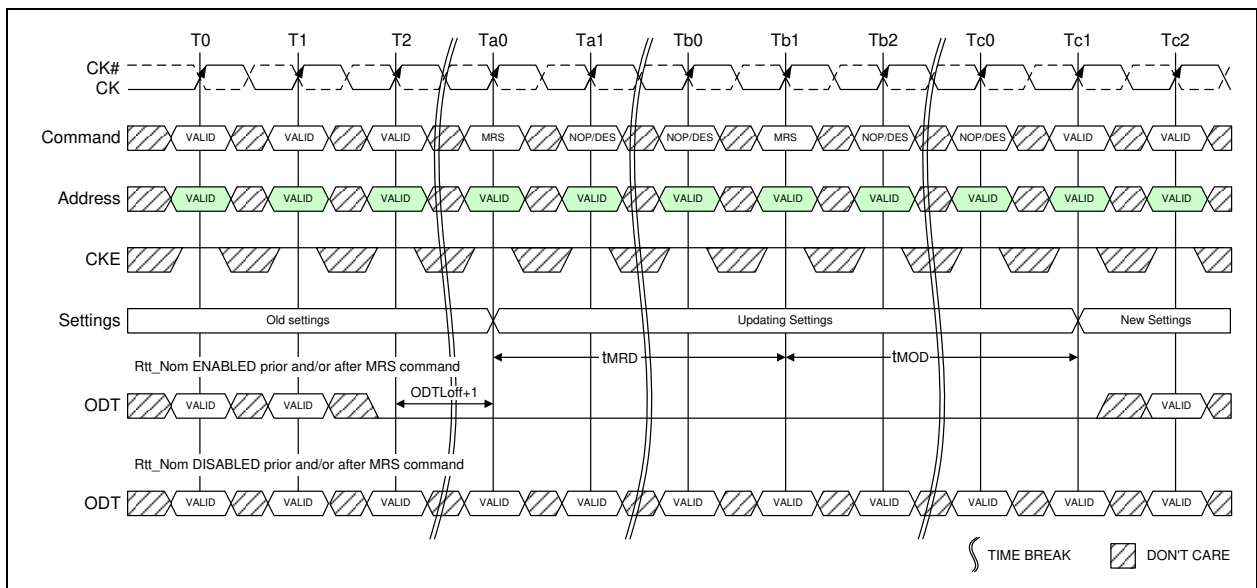 T0 T1 T2 Ta0 Ta1 Tb0 Tb1 Tb2 Tc0 Tc1 Tc2
CK#
CK
Command VALID VALID VALID MRS NOP/DES NOP/DES MRS NOP/DES NOP/DES VALID VALID
Address VALID VALID VALID VALID VALID VALID VALID VALID VALID VALID VALID
CKE
Settings Old settings Updating Settings New Settings
tMRD tMOD
Rtt_Nom ENABLED prior and/or after MRS command
ODTLoff+1
ODT VALID VALID VALID
Rtt_Nom DISABLED prior and/or after MRS command
ODT VALID VALID VALID VALID VALID VALID VALID VALID VALID VALID VALID
TIME BREAK DON'T CARE